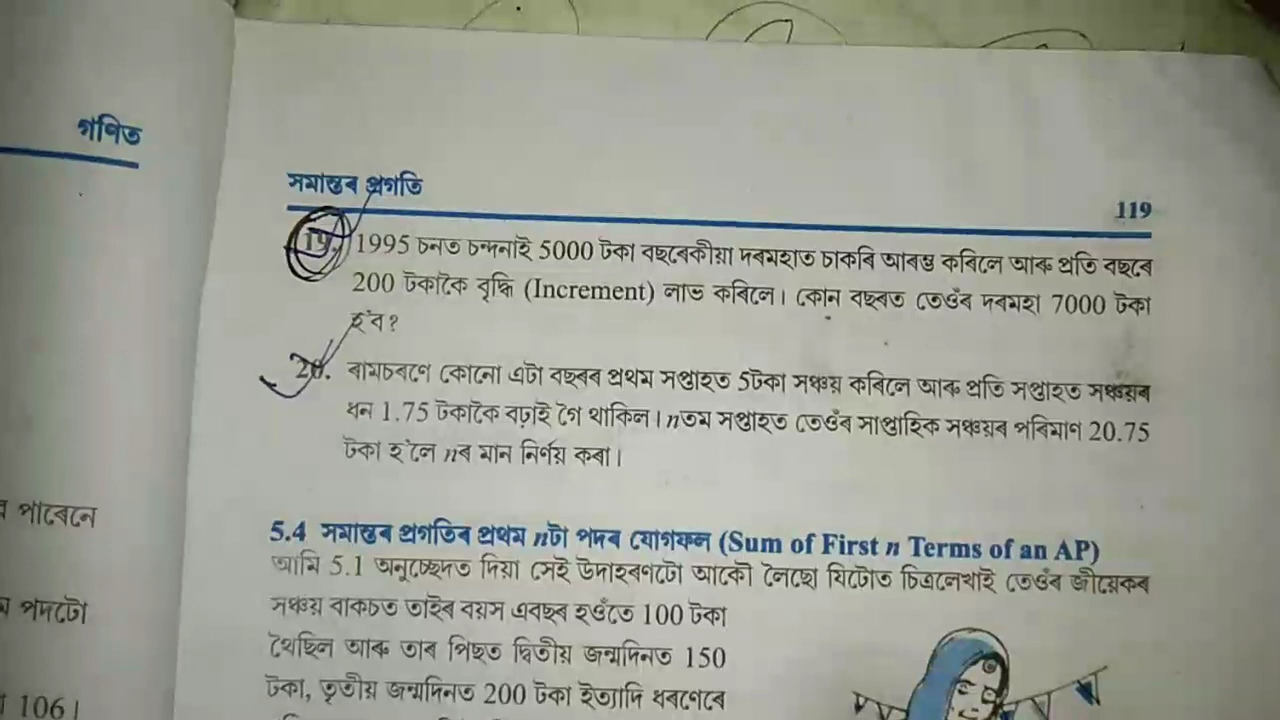 গণিত
সমান্তৰ প্ৰগতি
119
19. 1995 চনত চন্দনাই 5000 টকা বছৰেকীয়া দৰমহাত চাকৰি আৰম্ভ কৰিলে আৰু প্ৰতি বছৰে
200 টকাকৈ বৃদ্ধি (Increment) লাভ কৰিলে। কোন বছৰত তেওঁৰ দৰমহা 7000 টকা
হ'ব?
20. ৰামচৰণে কোনো এটা বছৰৰ প্ৰথম সপ্তাহত 5টকা সঞ্চয় কৰিলে আৰু প্ৰতি সপ্তাহত সঞ্চয়ৰ
ধন 1.75 টকাকৈ বঢ়াই গৈ থাকিল। nতম সপ্তাহত তেওঁৰ সাপ্তাহিক সঞ্চয়ৰ পৰিমাণ 20.75
টকা হ'লে nৰ মান নিৰ্ণয় কৰা।
5.4 সমান্তৰ প্ৰগতিৰ প্ৰথম nটা পদৰ যোগফল (Sum of First n Terms of an AP)
আমি 5.1 অনুচ্ছেদত দিয়া সেই উদাহৰণটো আকৌ লৈছো যিটোত চিত্ৰলেখাই তেওঁৰ জীয়েকৰ
সঞ্চয় বাকচত তাইৰ বয়স এবছৰ হওঁতে 100 টকা
থৈছিল আৰু তাৰ পিছত দ্বিতীয় জন্মদিনত 150
টকা, তৃতীয় জন্মদিনত 200 টকা ইত্যাদি ধৰণেৰে
পাৰেনে
পদটো
106।